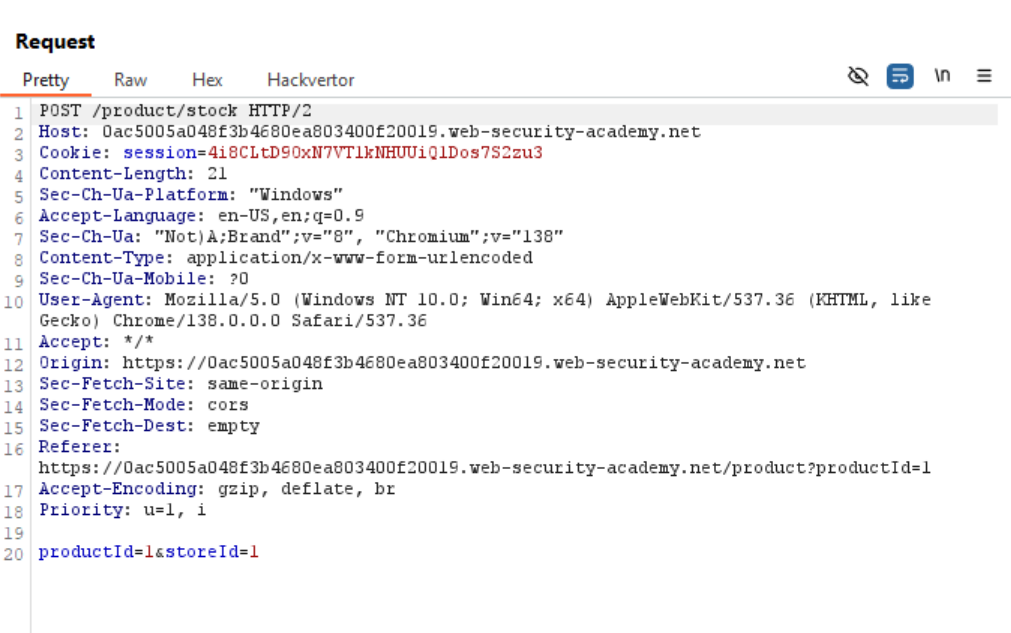 Request
Pretty Raw Hex Hackvertor \n
1 POST /product/stock HTTP/2
2 Host: 0ac5005a048f3b4680ea803400f20019.web-security-academy.net
3 Cookie: session=4i8CLtD90xN7VT1kNHUUiQ1Dos7S2zu3
4 Content-Length: 21
5 Sec-Ch-Ua-Platform: "Windows"
6 Accept-Language: en-US,en;q=0.9
7 Sec-Ch-Ua: "Not)A;Brand";v="8", "Chromium";v="138"
8 Content-Type: application/x-www-form-urlencoded
9 Sec-Ch-Ua-Mobile: ?0
10 User-Agent: Mozilla/5.0 (Windows NT 10.0; Win64; x64) AppleWebKit/537.36 (KHTML, like
Gecko) Chrome/138.0.0.0 Safari/537.36
11 Accept: */*
12 Origin: https://0ac5005a048f3b4680ea803400f20019.web-security-academy.net
13 Sec-Fetch-Site: same-origin
14 Sec-Fetch-Mode: cors
15 Sec-Fetch-Dest: empty
16 Referer:
https://0ac5005a048f3b4680ea803400f20019.web-security-academy.net/product?productId=1
17 Accept-Encoding: gzip, deflate, br
18 Priority: u=1, i
19
20 productId=1&storeId=1